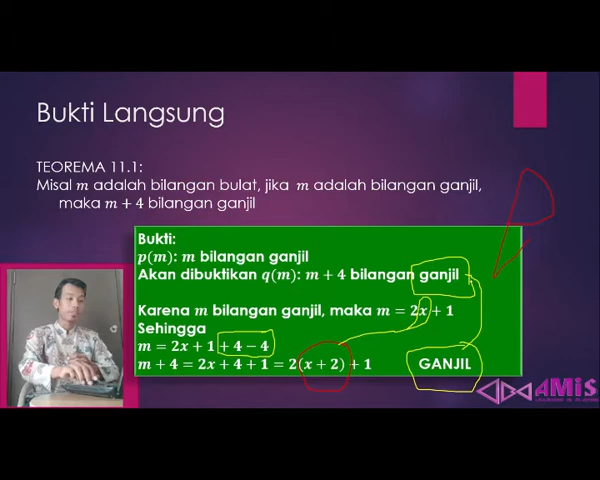 Bukti Langsung
TEOREMA 11.1:
Misal m adalah bilangan bulat, jika m adalah bilangan ganjil,
maka m + 4 bilangan ganjil
Bukti:
p(m): m bilangan ganjil
Akan dibuktikan q(m): m + 4 bilangan ganjil
Karena m bilangan ganjil, maka m = 2x + 1
Sehingga
m = 2x + 1 + 4 − 4
m + 4 = 2x + 4 + 1 = 2(x + 2) + 1 GANJIL
AMis